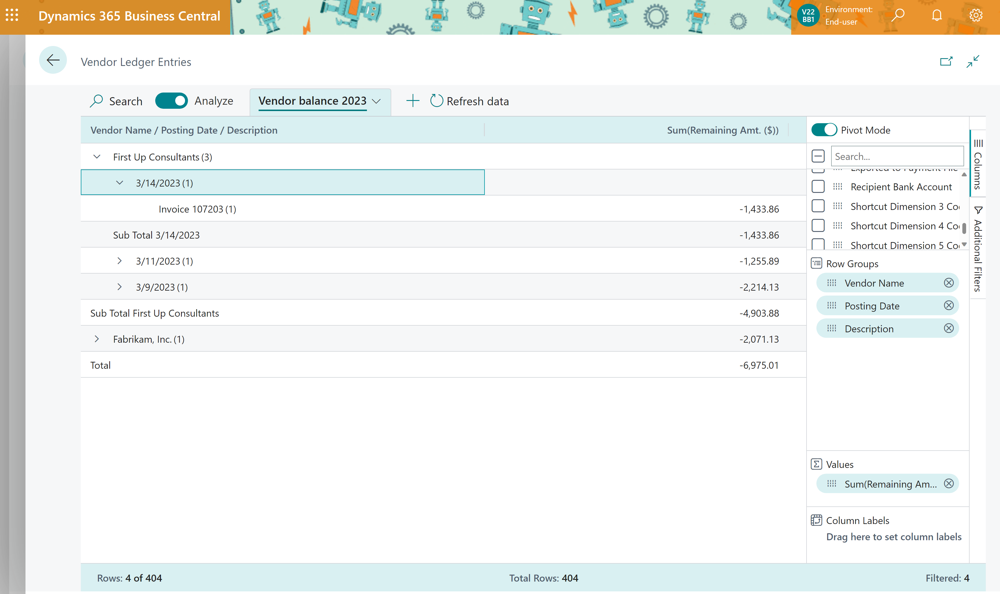 Dynamics 365 Business Central
V22
BB1
Environment:
End-user
Vendor Ledger Entries
Search
Analyze
Vendor balance 2023
Refresh data
Vendor Name / Posting Date / Description
Sum(Remaining Amt. ($))
First Up Consultants (3)
3/14/2023 (1)
Invoice 107203 (1)
-1,433.86
Sub Total 3/14/2023
-1,433.86
3/11/2023 (1)
-1,255.89
3/9/2023 (1)
-2,214.13
Sub Total First Up Consultants
-4,903.88
Fabrikam, Inc. (1)
-2,071.13
Total
-6,975.01
Pivot Mode
Search...
Exported to Payment File
Recipient Bank Account
Shortcut Dimension 3 Co
Shortcut Dimension 4 Co
Shortcut Dimension 5 Co
Row Groups
Vendor Name
Posting Date
Description
Values
Sum(Remaining Am...
Column Labels
Drag here to set column labels
Columns
Additional Filters
Rows: 4 of 404
Total Rows: 404
Filtered: 4